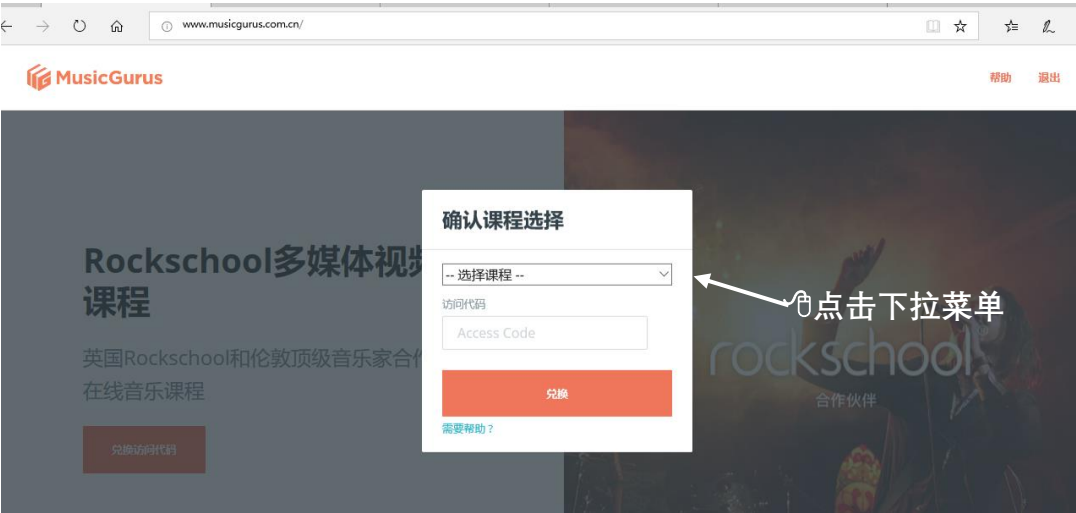 www.musicgurus.com.cn/
MusicGurus
帮助 退出
Rockschool多媒体视频
课程
英国Rockschool和伦敦顶级音乐家合作
在线音乐课程
兑换访问代码
确认课程选择
-- 选择课程 --
访问代码
Access Code
兑换
需要帮助？
点击下拉菜单
rockschool
合作伙伴